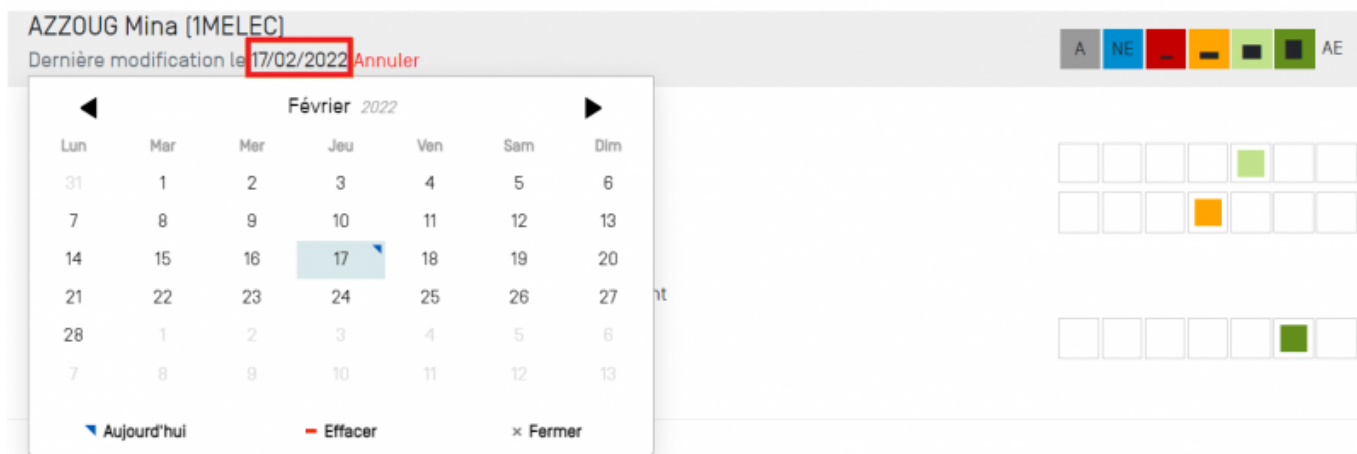 AZZOUG Mina (1MELEC)
Dernière modification le 17/02/2022 Annuler
A NE AE
Février 2022
Lun Mar Mer Jeu Ven Sam Dim
31 1 2 3 4 5 6
7 8 9 10 11 12 13
14 15 16 17 18 19 20
21 22 23 24 25 26 27
nt
28 1 2 3 4 5 6
7 8 9 10 11 12 13
Aujourd'hui Effacer × Fermer